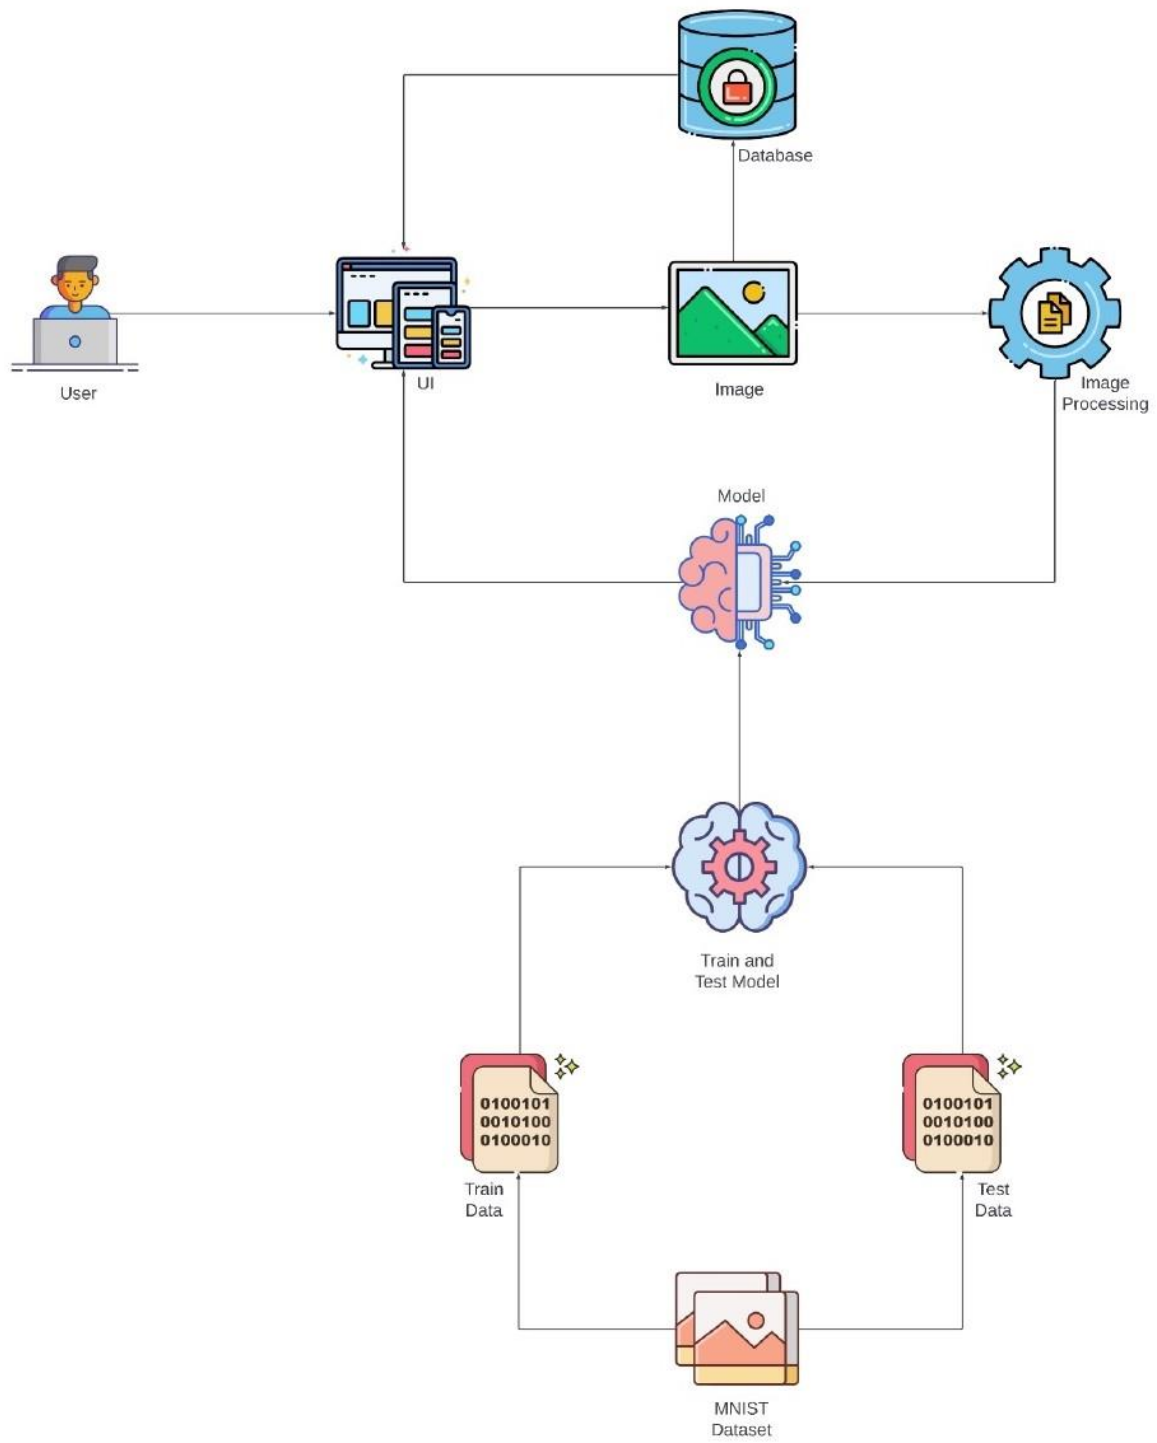 Database
User
UI
Image
Image
Processing
Model
Train and
Test Model
0100101
0010100
0100010
0100101
0010100
0100010
Train
Data
Test
Data
MNIST
Dataset